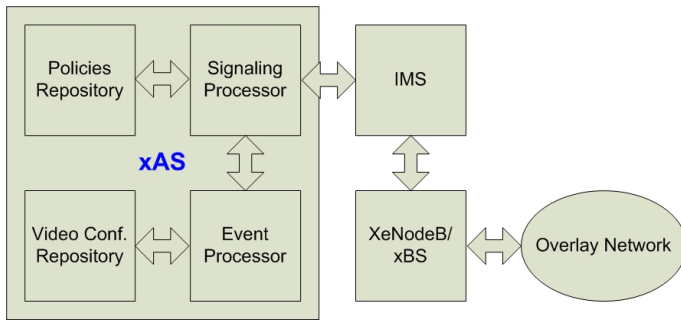 Policies
Repository
Signaling
Processor
IMS
xAS
Video Conf.
Repository
Event
Processor
XeNodeB/
xBS
Overlay Network